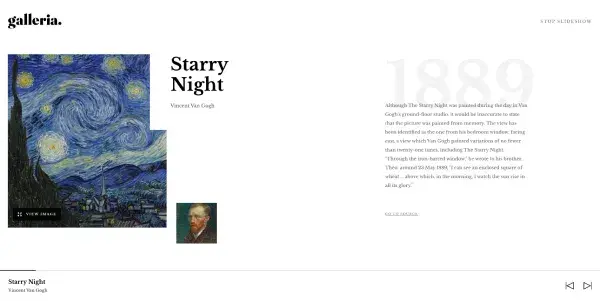 galleria.
STOP SLIDESHOW
Starry
Night
Vincent Van Gogh
1889
Although The Starry Night was painted during the day in Van
Gogh's ground-floor studio, it would be inaccurate to state
that the picture was painted from memory. The view has
been identified as the one from his bedroom window, facing
east, a view which Van Gogh painted variations of no fewer
than twenty-one times, including The Starry Night.
"Through the iron-barred window," he wrote to his brother,
Theo, around 23 May 1889, "I can see an enclosed square of
wheat ... above which, in the morning, I watch the sun rise in
all its glory."
VIEW IMAGE
GO TO SOURCE
Starry Night
Vincent Van Gogh